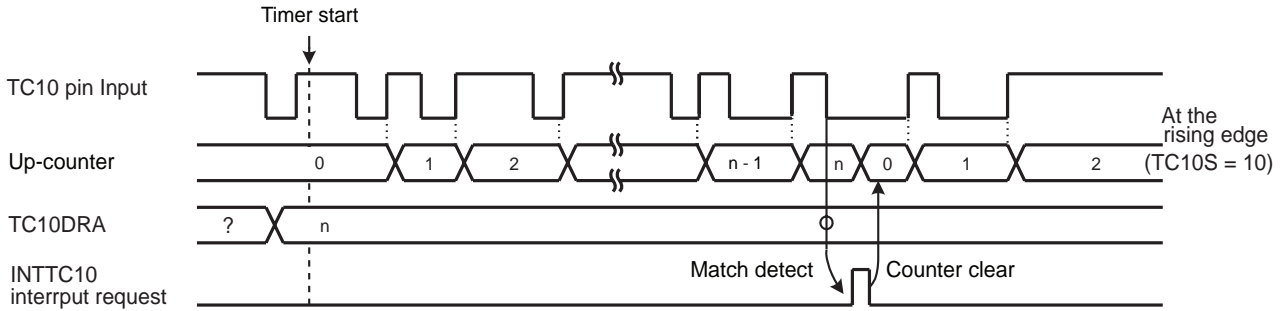 Timer start
TC10 pin Input
Up-counter
0 1 2 n - 1 n 0 1 2
At the
rising edge
(TC10S = 10)
TC10DRA
? n
Match detect Counter clear
INTTC10
interrput request